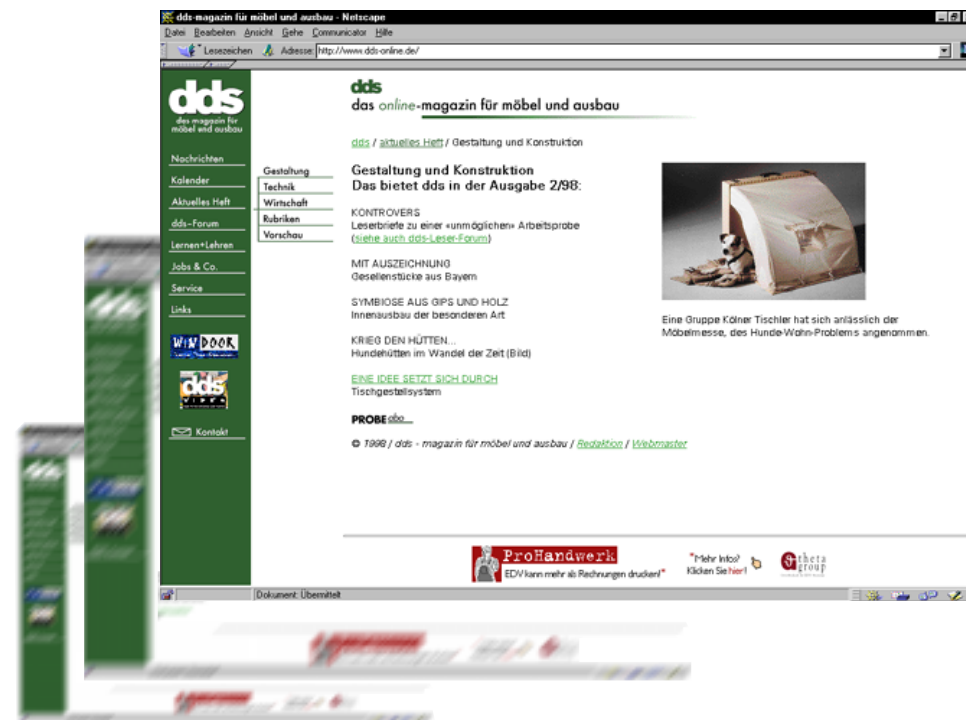 dds-magazin für möbel und ausbau - Netscape
Datei Bearbeiten Ansicht Gehe Communicator Hilfe
Lesezeichen Adresse: http://www.dds-online.de/
dds
das magazin für
möbel und ausbau
Nachrichten
Kalender
Aktuelles Heft
dds-Forum
Lernen+Lehren
Jobs & Co.
Service
Links
WINDOOR
dds
VIDEO
Kontakt
Gestaltung
Technik
Wirtschaft
Rubriken
Vorschau
dds
das online-magazin für möbel und ausbau
dds / aktuelles Heft / Gestaltung und Konstruktion
Gestaltung und Konstruktion
Das bietet dds in der Ausgabe 2/98:
KONTROVERS
Leserbriefe zu einer «unmöglichen» Arbeitsprobe
(siehe auch dds-Leser-Forum)
MIT AUSZEICHNUNG
Gesellenstücke aus Bayern
SYMBIOSE AUS GIPS UND HOLZ
Innenausbau der besonderen Art
KRIEG DEN HÜTTEN...
Hundehütten im Wandel der Zeit (Bild)
EINE IDEE SETZT SICH DURCH
Tischgestellsystem
PROBE abo
© 1998 / dds - magazin für möbel und ausbau / Redaktion / Webmaster
Eine Gruppe Kölner Tischler hat sich anlässlich der
Möbelmesse, des Hunde-Wohn-Problems angenommen.
ProHandwerk
EDV kann mehr als Rechnungen drucken!"
"Mehr Infos?
Klicken Sie hier!
theta
group
Dokument: Übermittelt